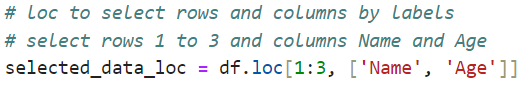 # loc to select rows and columns by labels
# select rows 1 to 3 and columns Name and Age
selected_data_loc = df.loc[1:3, ['Name', 'Age']]